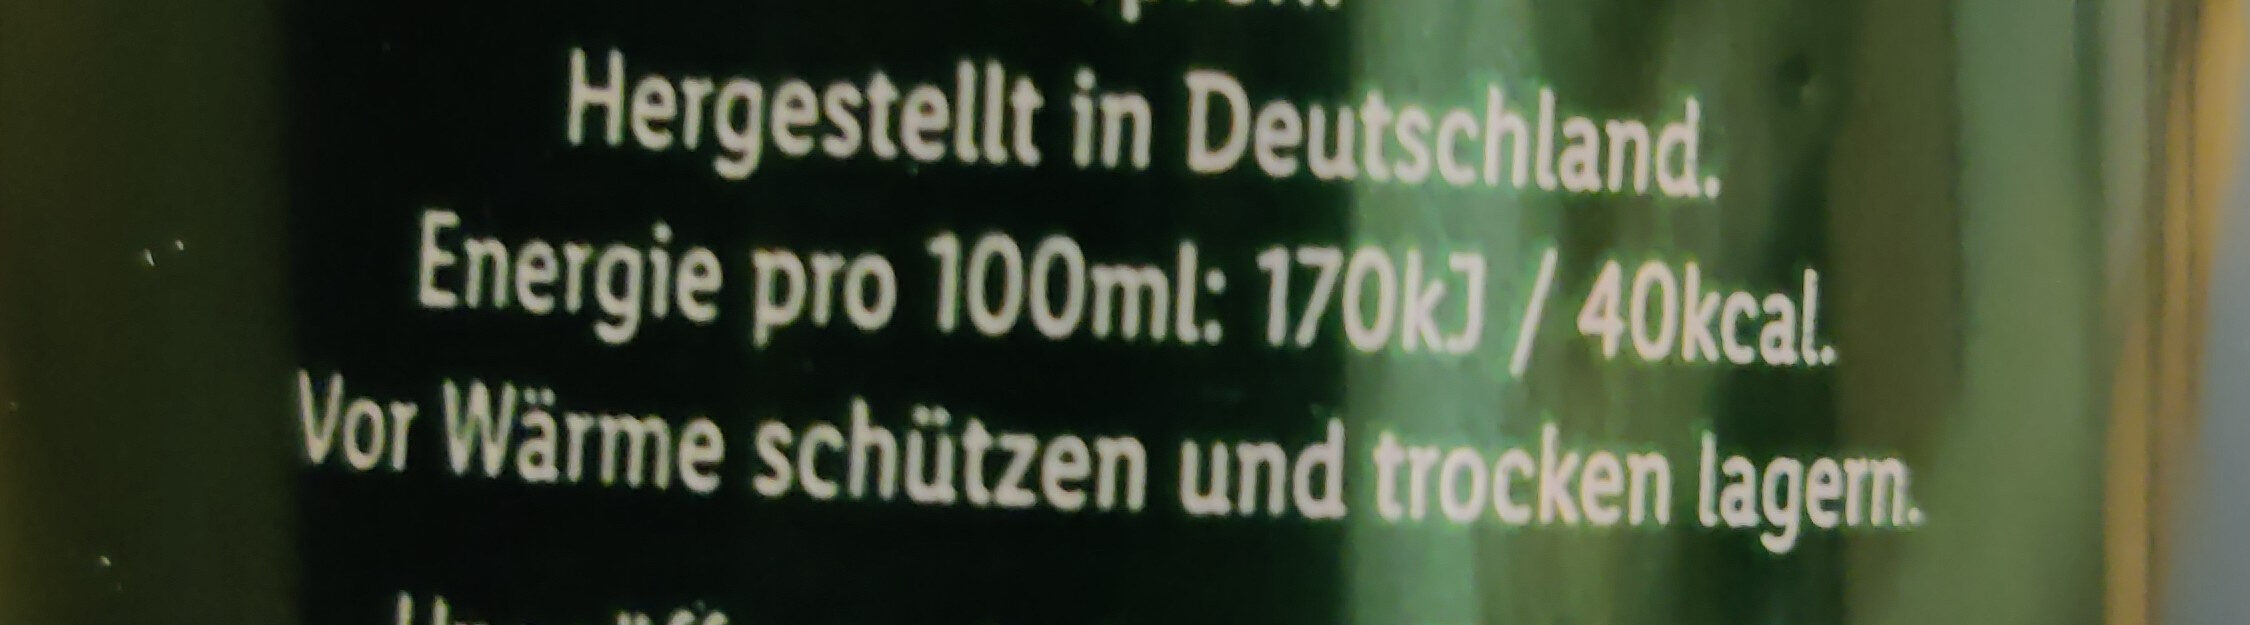 Hergestellt in Deutschland.
Energie pro 100ml: 170kJ / 40kcal.
Vor Wärme schützen und trocken lagern.